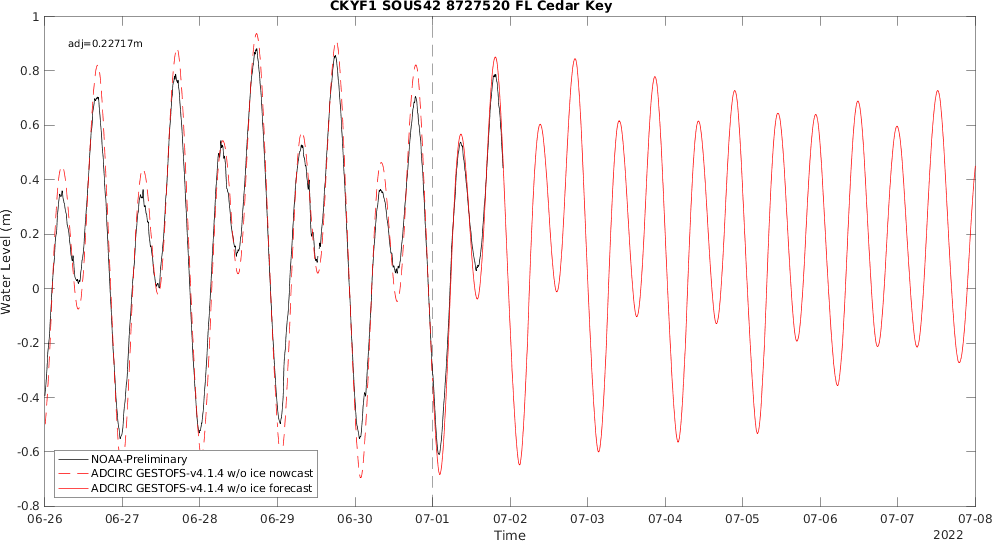 CKYF1 SOUS42 8727520 FL Cedar Key
adj=0.22717m
1
0.8
0.6
0.4
0.2
0
-0.2
-0.4
-0.6
-0.8
Water Level (m)
NOAA-Preliminary
ADCIRC GESTOFS-v4.1.4 w/o ice nowcast
ADCIRC GESTOFS-v4.1.4 w/o ice forecast
06-26 06-27 06-28 06-29 06-30 07-01 07-02 07-03 07-04 07-05 07-06 07-07 07-08
Time
2022